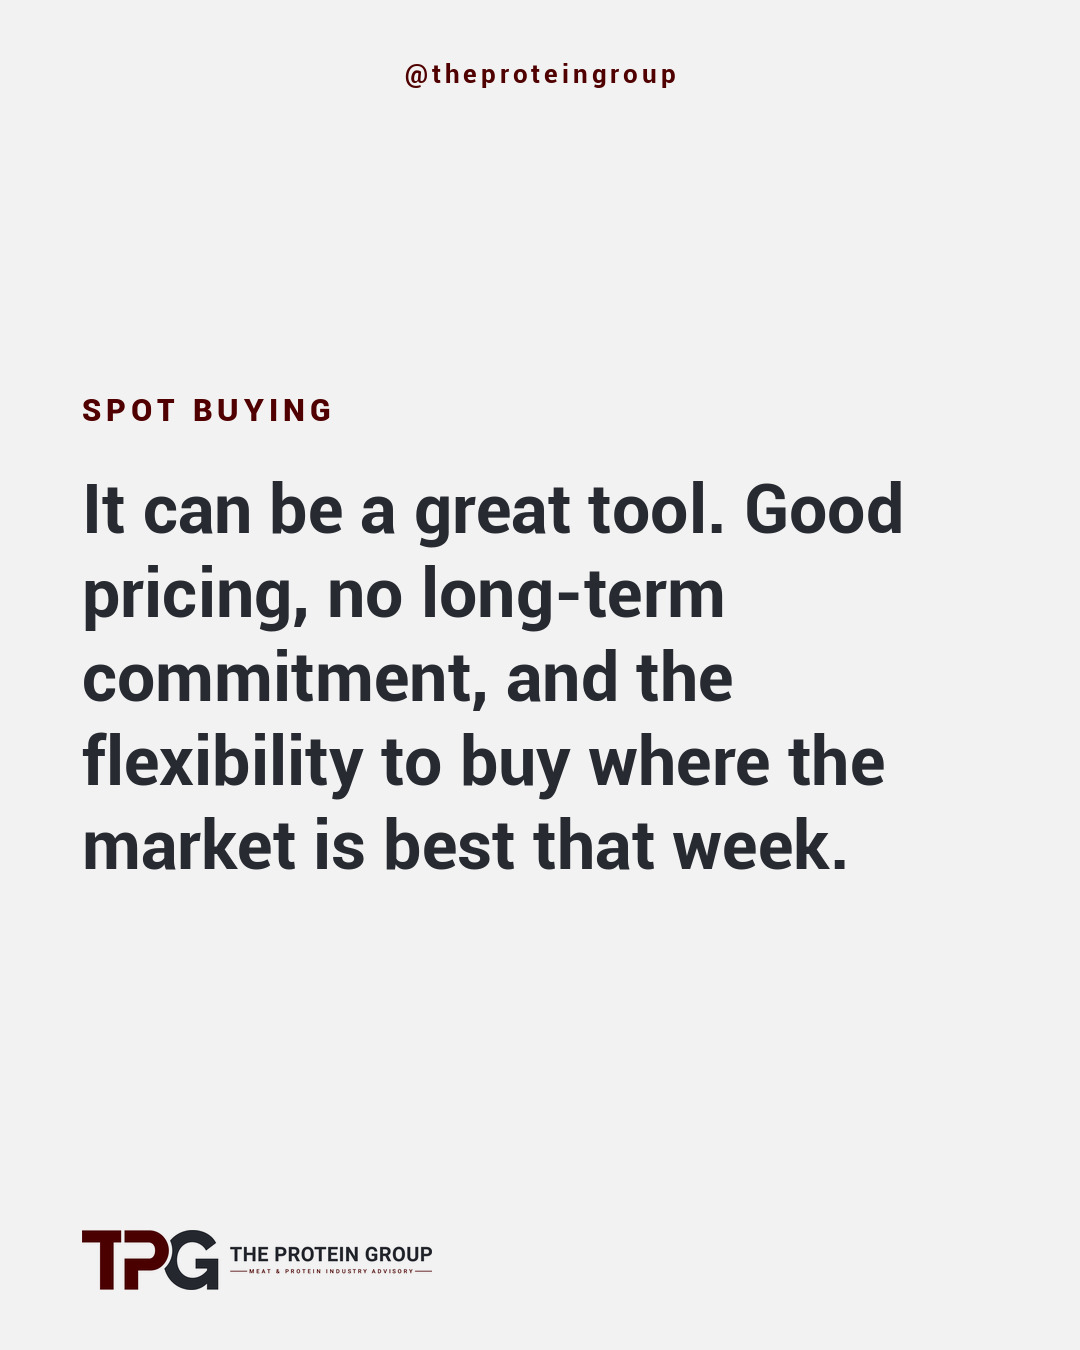 @theproteingroup
SPOT BUYING
It can be a great tool. Good
pricing, no long-term
commitment, and the
flexibility to buy where the
market is best that week.
TPG
THE PROTEIN GROUP
MEAT & PROTEIN INDUSTRY ADVISORY